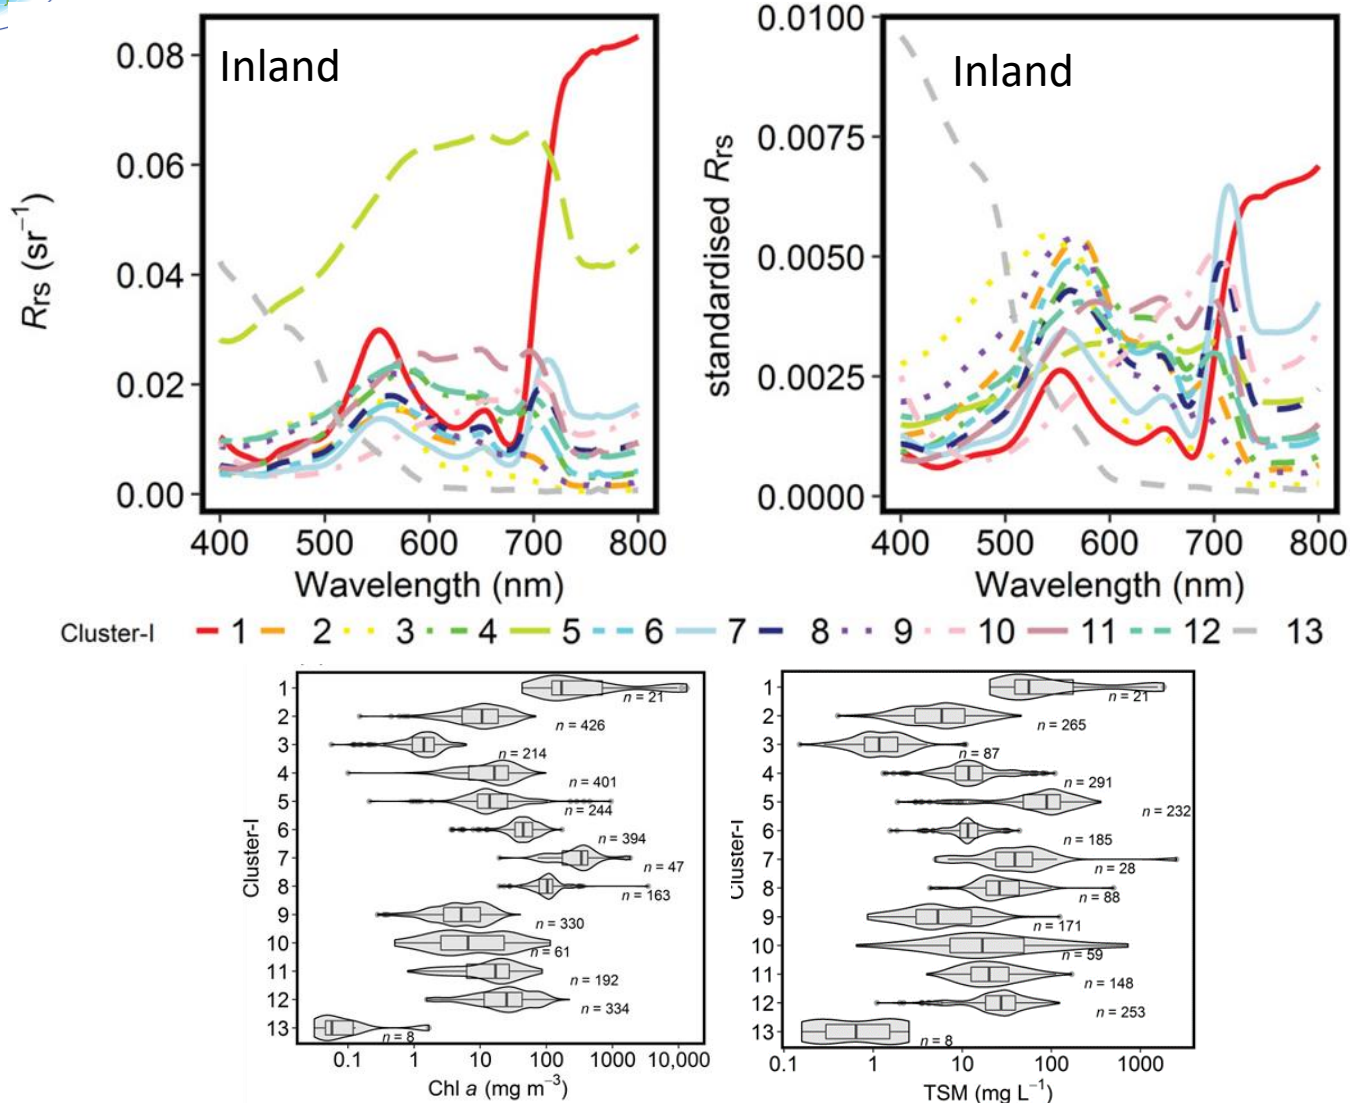 Inland
0.08
0.06
0.04
0.02
0.00
Rrs (sr−1)
400 500 600 700 800
Wavelength (nm)
Inland
0.0100
0.0075
0.0050
0.0025
0.0000
standardised Rrs
400 500 600 700 800
Wavelength (nm)
Cluster-I 1 2 3 4 5 6 7 8 9 10 11 12 13
Cluster-I
1 n = 21
2 n = 426
3 n = 214
4 n = 401
5 n = 244
6 n = 394
7 n = 47
8 n = 163
9 n = 330
10 n = 61
11 n = 192
12 n = 334
13 n = 8
0.1 1 10 100 1000 10,000
Chl a (mg m−3)
Cluster-I
1 n = 21
2 n = 265
3 n = 87
4 n = 291
5 n = 232
6 n = 185
7 n = 28
8 n = 88
9 n = 171
10 n = 59
11 n = 148
12 n = 253
13 n = 8
0.1 1 10 100 1000
TSM (mg L−1)